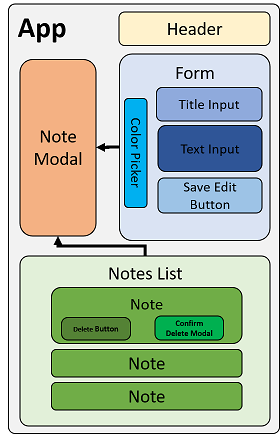 App
Header
Note
Modal
Form
Color Picker
Title Input
Text Input
Save Edit
Button
Notes List
Note
Delete Button
Confirm
Delete Modal
Note
Note